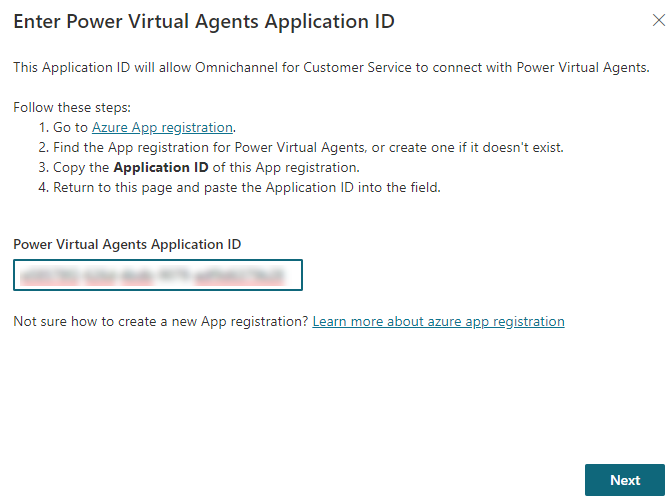 Enter Power Virtual Agents Application ID
This Application ID will allow Omnichannel for Customer Service to connect with Power Virtual Agents.
Follow these steps:
1. Go to Azure App registration.
2. Find the App registration for Power Virtual Agents, or create one if it doesn't exist.
3. Copy the Application ID of this App registration.
4. Return to this page and paste the Application ID into the field.
Power Virtual Agents Application ID
Not sure how to create a new App registration? Learn more about azure app registration
Next